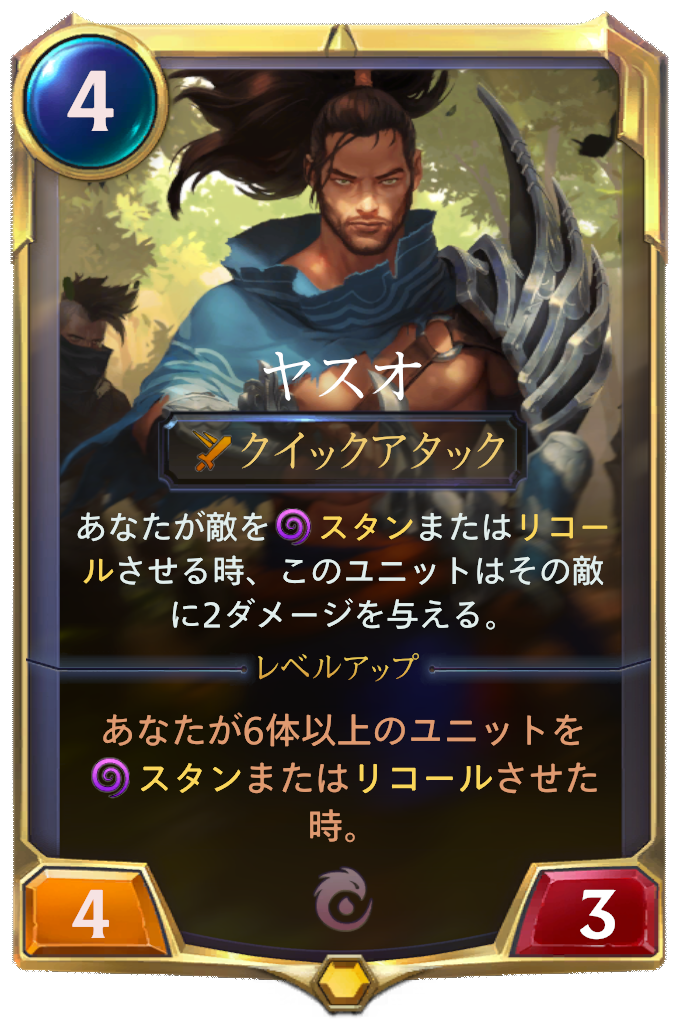 4
ヤスオ
クイックアタック
あなたが敵をスタンまたはリコー
ルさせる時、このユニットはその敵
に2ダメージを与える。
レベルアップ
あなたが6体以上のユニットを
スタンまたはリコールさせた
時。
4
3